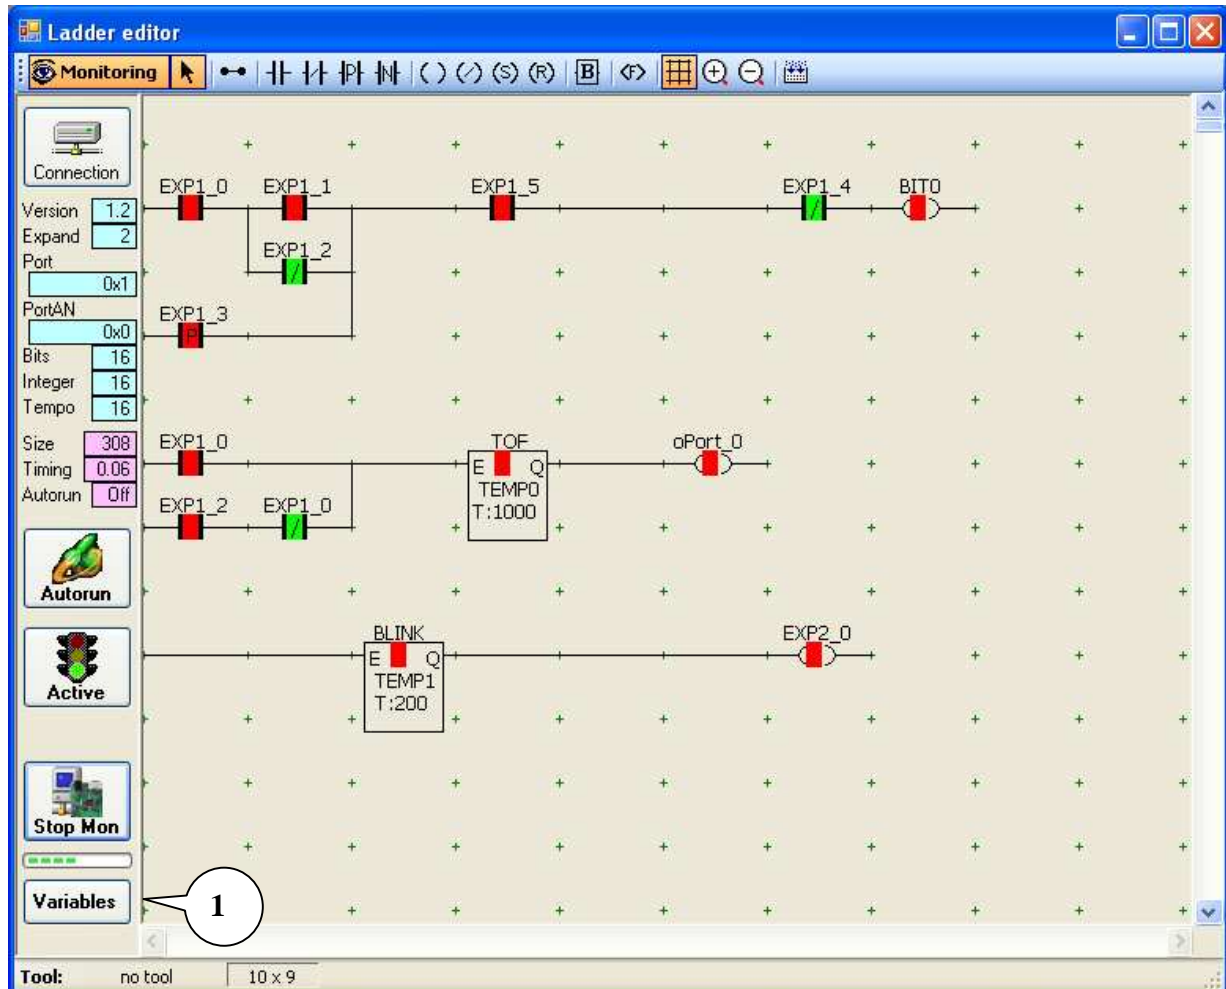 Ladder editor
Monitoring P N ( ) (/) (S) (R) B <F>
Connection
Version 1.2
Expand 2
Port
0x1
PortAN
0x0
Bits 16
Integer 16
Tempo 16
Size 308
Timing 0.06
Autorun Off
Autorun
Active
Stop Mon
Variables
EXP1_0 EXP1_1 EXP1_5 EXP1_4 BIT0
/
EXP1_2
/
EXP1_3
P
EXP1_0 TOF oPort_0
E Q
TEMP0
T:1000
EXP1_2 EXP1_0
/
BLINK EXP2_0
E Q
TEMP1
T:200
1
Tool: no tool 10 x 9